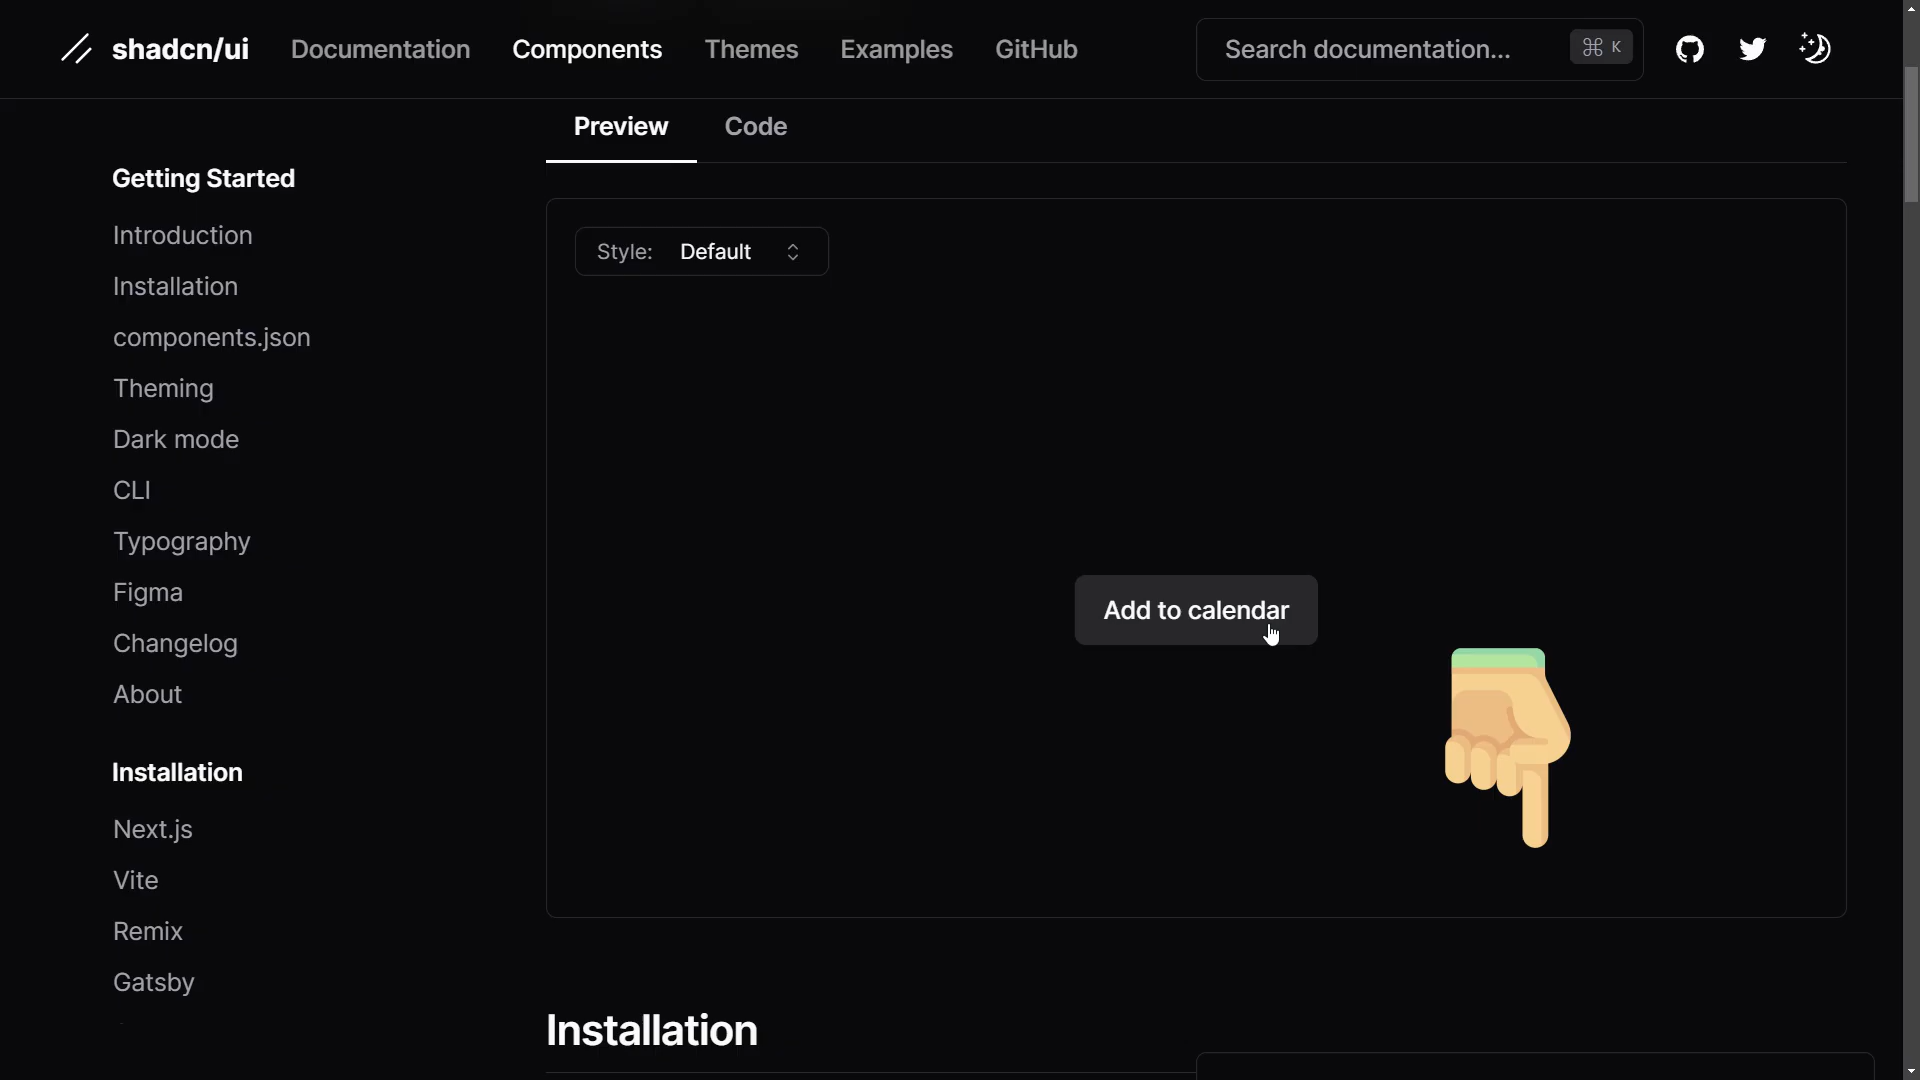 shadcn/ui Documentation Components Themes Examples GitHub Search documentation... ⌘ K
Preview Code
Getting Started
Introduction
Installation
components.json
Theming
Dark mode
CLI
Typography
Figma
Changelog
About
Installation
Next.js
Vite
Remix
Gatsby
Style: Default
Add to calendar
Installation